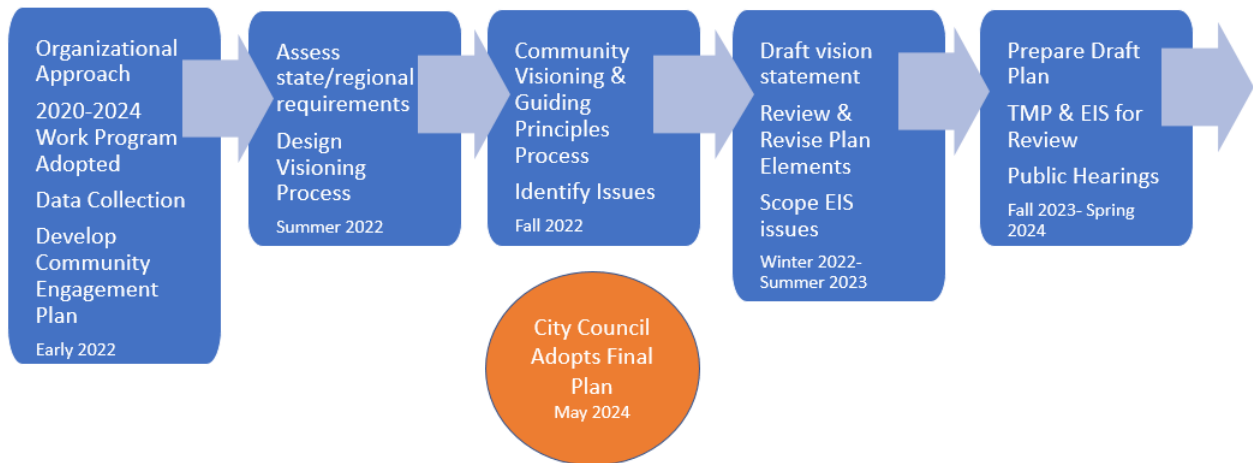 Organizational
Approach
2020-2024
Work Program
Adopted
Data Collection
Develop
Community
Engagement
Plan
Early 2022
Assess
state/regional
requirements
Design
Visioning
Process
Summer 2022
Community
Visioning &
Guiding
Principles
Process
Identify Issues
Fall 2022
Draft vision
statement
Review &
Revise Plan
Elements
Scope EIS
issues
Winter 2022-
Summer 2023
Prepare Draft
Plan
TMP & EIS for
Review
Public Hearings
Fall 2023- Spring
2024
City Council
Adopts Final
Plan
May 2024